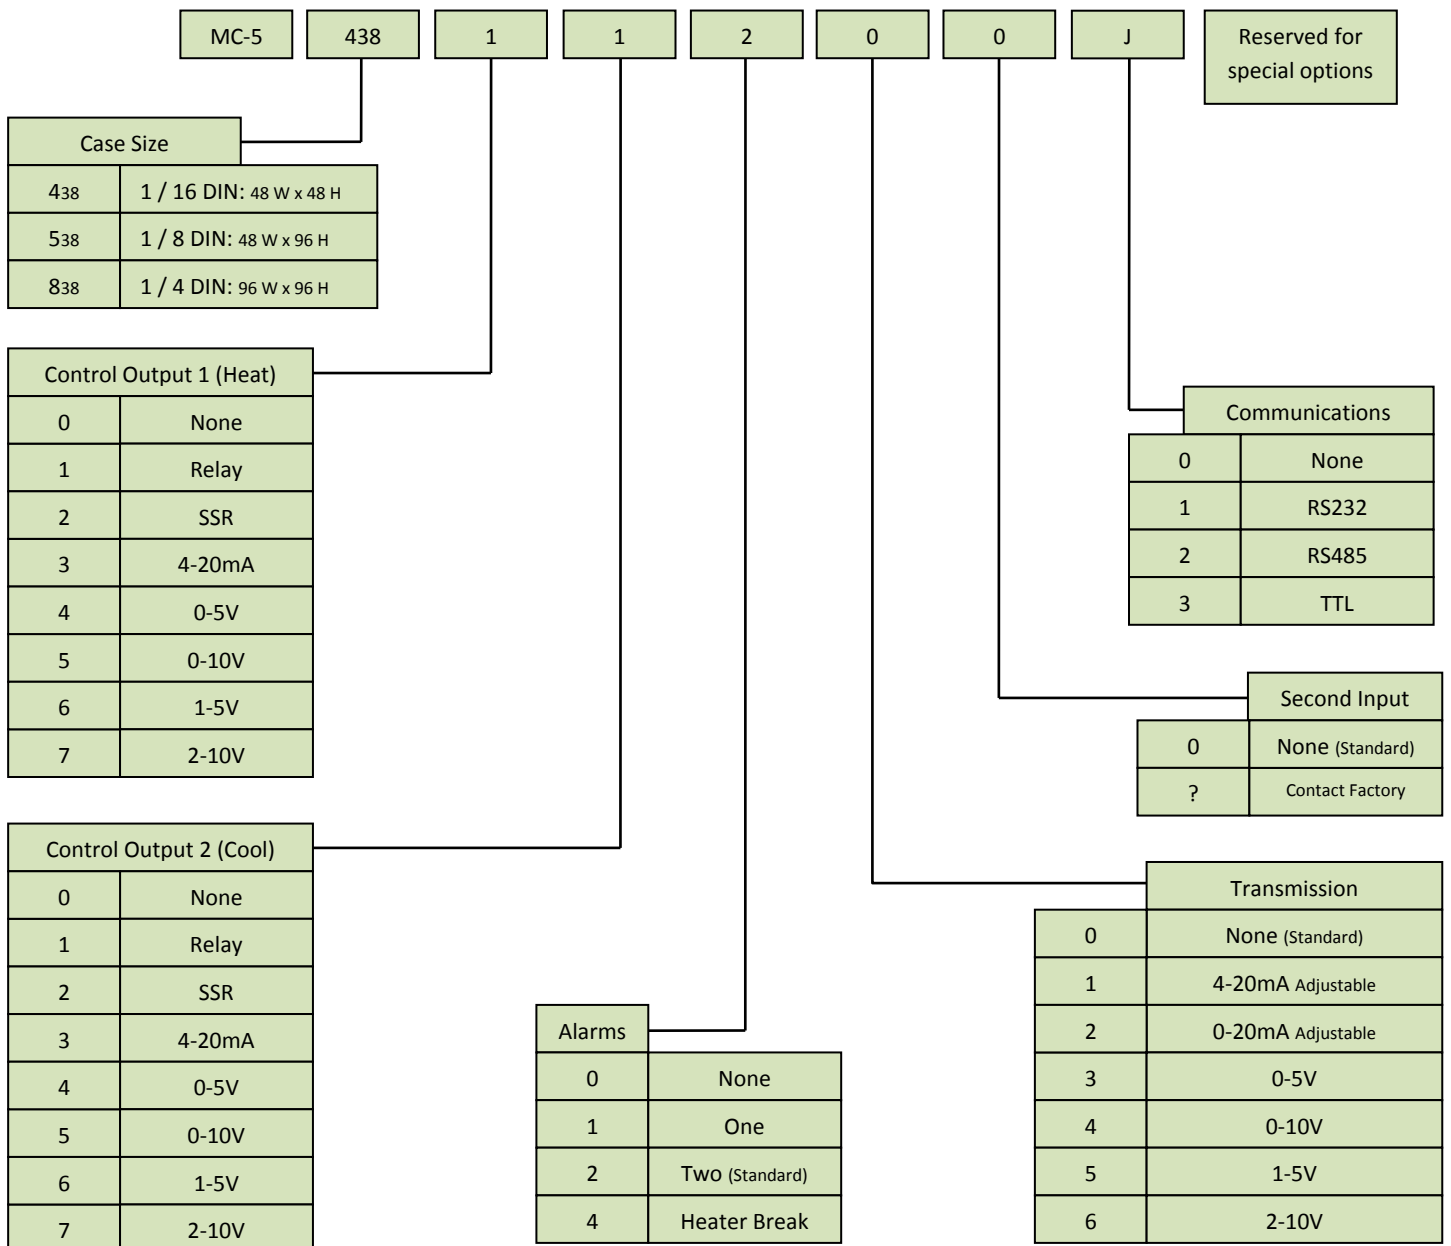 MC-5 438 1 1 2 0 0 J Reserved for
special options
Case Size
438 1 / 16 DIN: 48 W x 48 H
538 1 / 8 DIN: 48 W x 96 H
838 1 / 4 DIN: 96 W x 96 H
Control Output 1 (Heat)
0 None
1 Relay
2 SSR
3 4-20mA
4 0-5V
5 0-10V
6 1-5V
7 2-10V
Control Output 2 (Cool)
0 None
1 Relay
2 SSR
3 4-20mA
4 0-5V
5 0-10V
6 1-5V
7 2-10V
Alarms
0 None
1 One
2 Two (Standard)
4 Heater Break
Communications
0 None
1 RS232
2 RS485
3 TTL
Second Input
0 None (Standard)
? Contact Factory
Transmission
0 None (Standard)
1 4-20mA Adjustable
2 0-20mA Adjustable
3 0-5V
4 0-10V
5 1-5V
6 2-10V